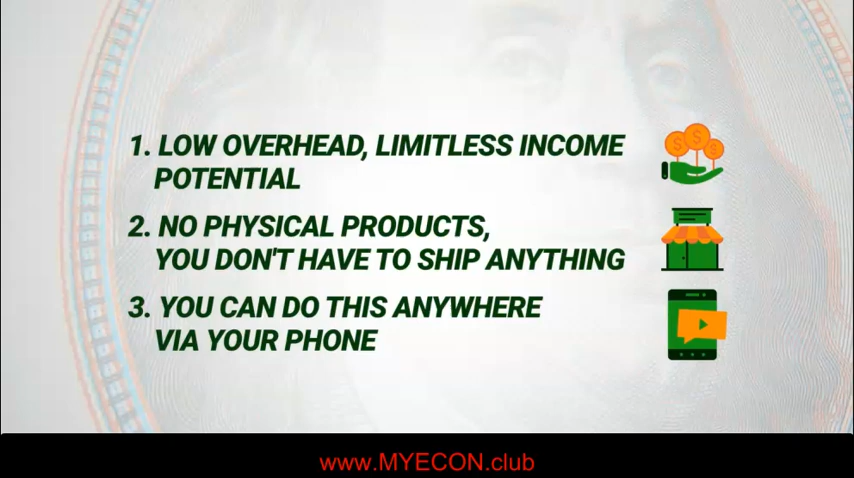 1. LOW OVERHEAD, LIMITLESS INCOME
POTENTIAL
2. NO PHYSICAL PRODUCTS,
YOU DON'T HAVE TO SHIP ANYTHING
3. YOU CAN DO THIS ANYWHERE
VIA YOUR PHONE
www.MYECON.club